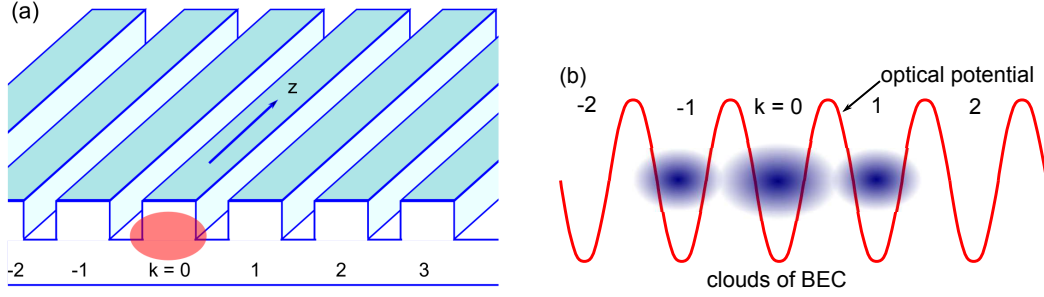 (a)
z
-2 -1 k = 0 1 2 3
(b)
optical potential
-2 -1 k = 0 1 2
clouds of BEC